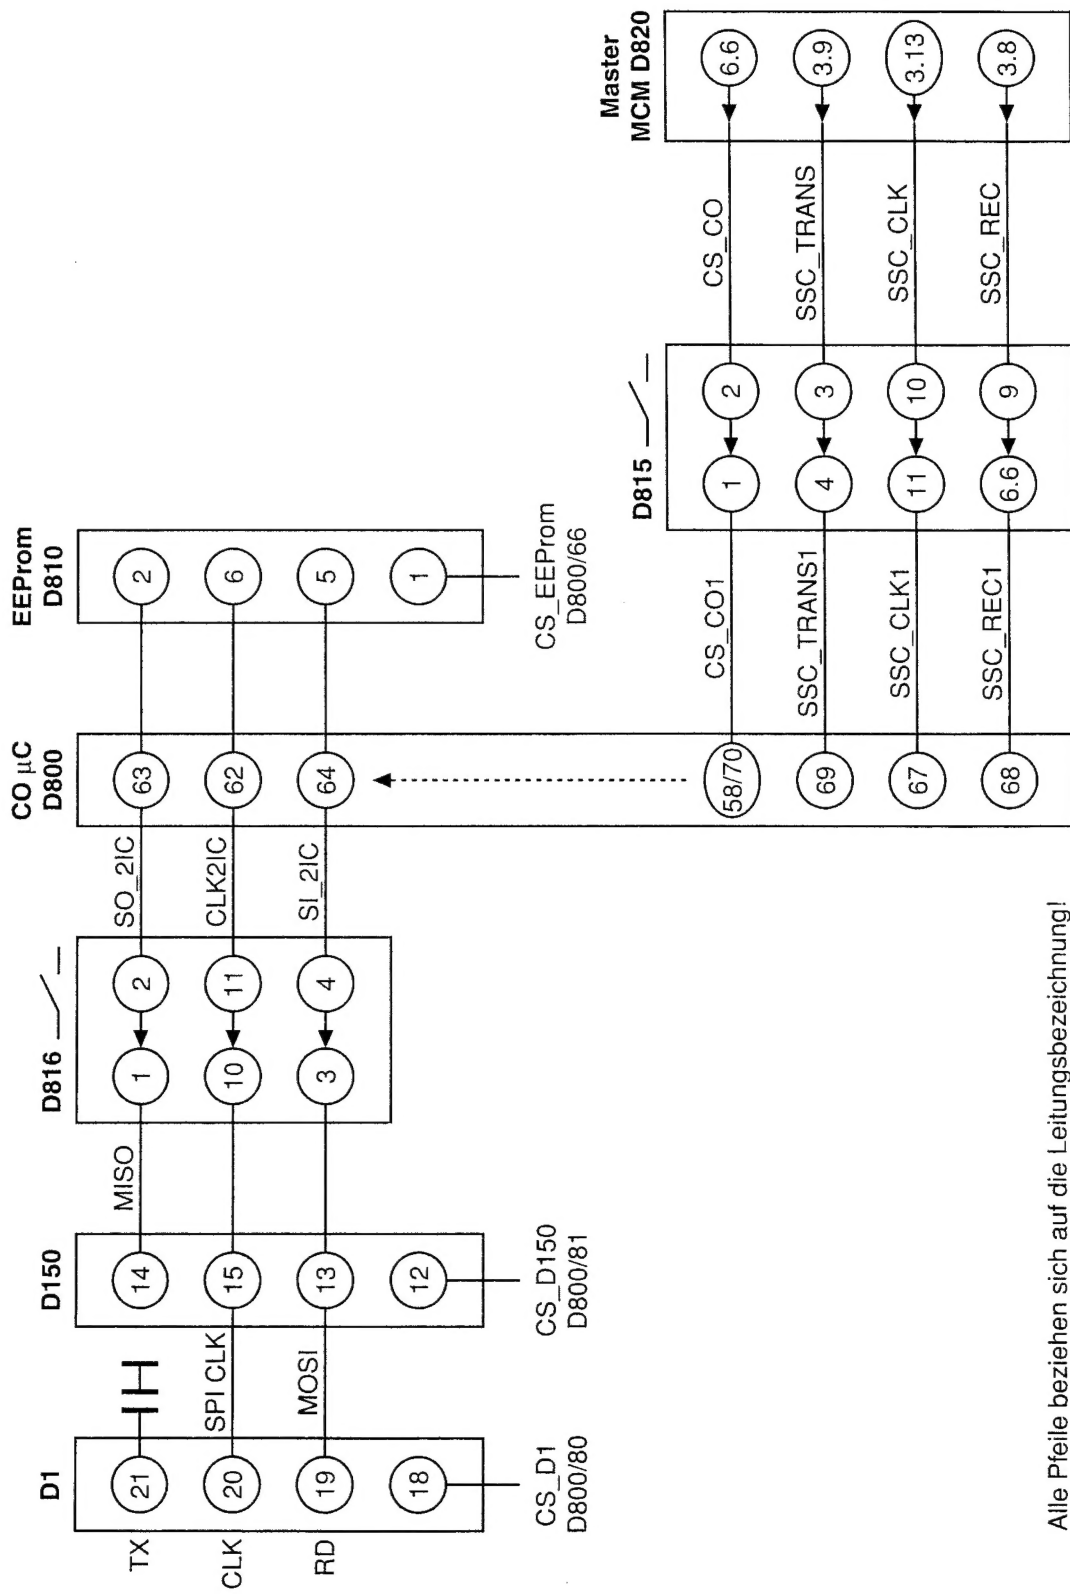 D1
TX
21
CLK
20
RD
19
18
CS_D1
D800/80
SPI CLK
MOSI
D150
14
15
13
12
CS_D150
D800/81
MISO
D816
1
2
10
11
3
4
SO_2IC
CLK2IC
SI_2IC
CO µC
D800
63
62
64
58/70
69
67
68
EEProm
D810
2
6
5
1
CS_EEProm
D800/66
CS_CO1
SSC_TRANS1
SSC_CLK1
SSC_REC1
D815
1
2
4
3
11
10
6.6
9
CS_CO
SSC_TRANS
SSC_CLK
SSC_REC
Master
MCM D820
6.6
3.9
3.13
3.8
Alle Pfeile beziehen sich auf die Leitungsbezeichnung!